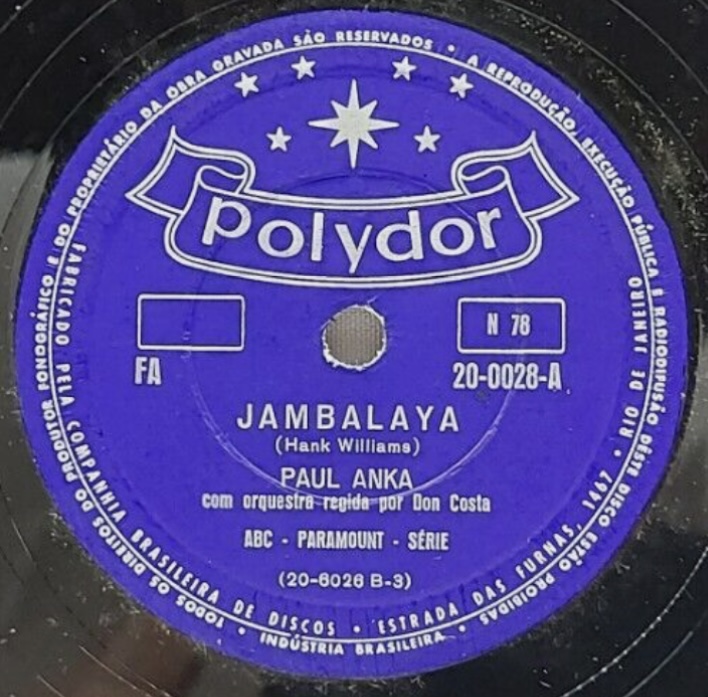 TODOS OS DIREITOS DO PRODUTOR FONOGRÁFICO E DO PROPRIETÁRIO DA OBRA GRAVADA SÃO RESERVADOS • A REPRODUÇÃO, EXECUÇÃO PÚBLICA E RADIODIFUSÃO DÊSTE DISCO ESTÃO PROIBIDAS
INDÚSTRIA BRASILEIRA •
FABRICADO PELA COMPANHIA BRASILEIRA DE DISCOS • ESTRADA DAS FURNAS, 1467 • RIO DE JANEIRO
polydor
N 78
FA
20-0028-A
JAMBALAYA
(Hank Williams)
PAUL ANKA
com orquestra regida por Don Costa
ABC - PARAMOUNT - SÉRIE
(20-6026 B-3)